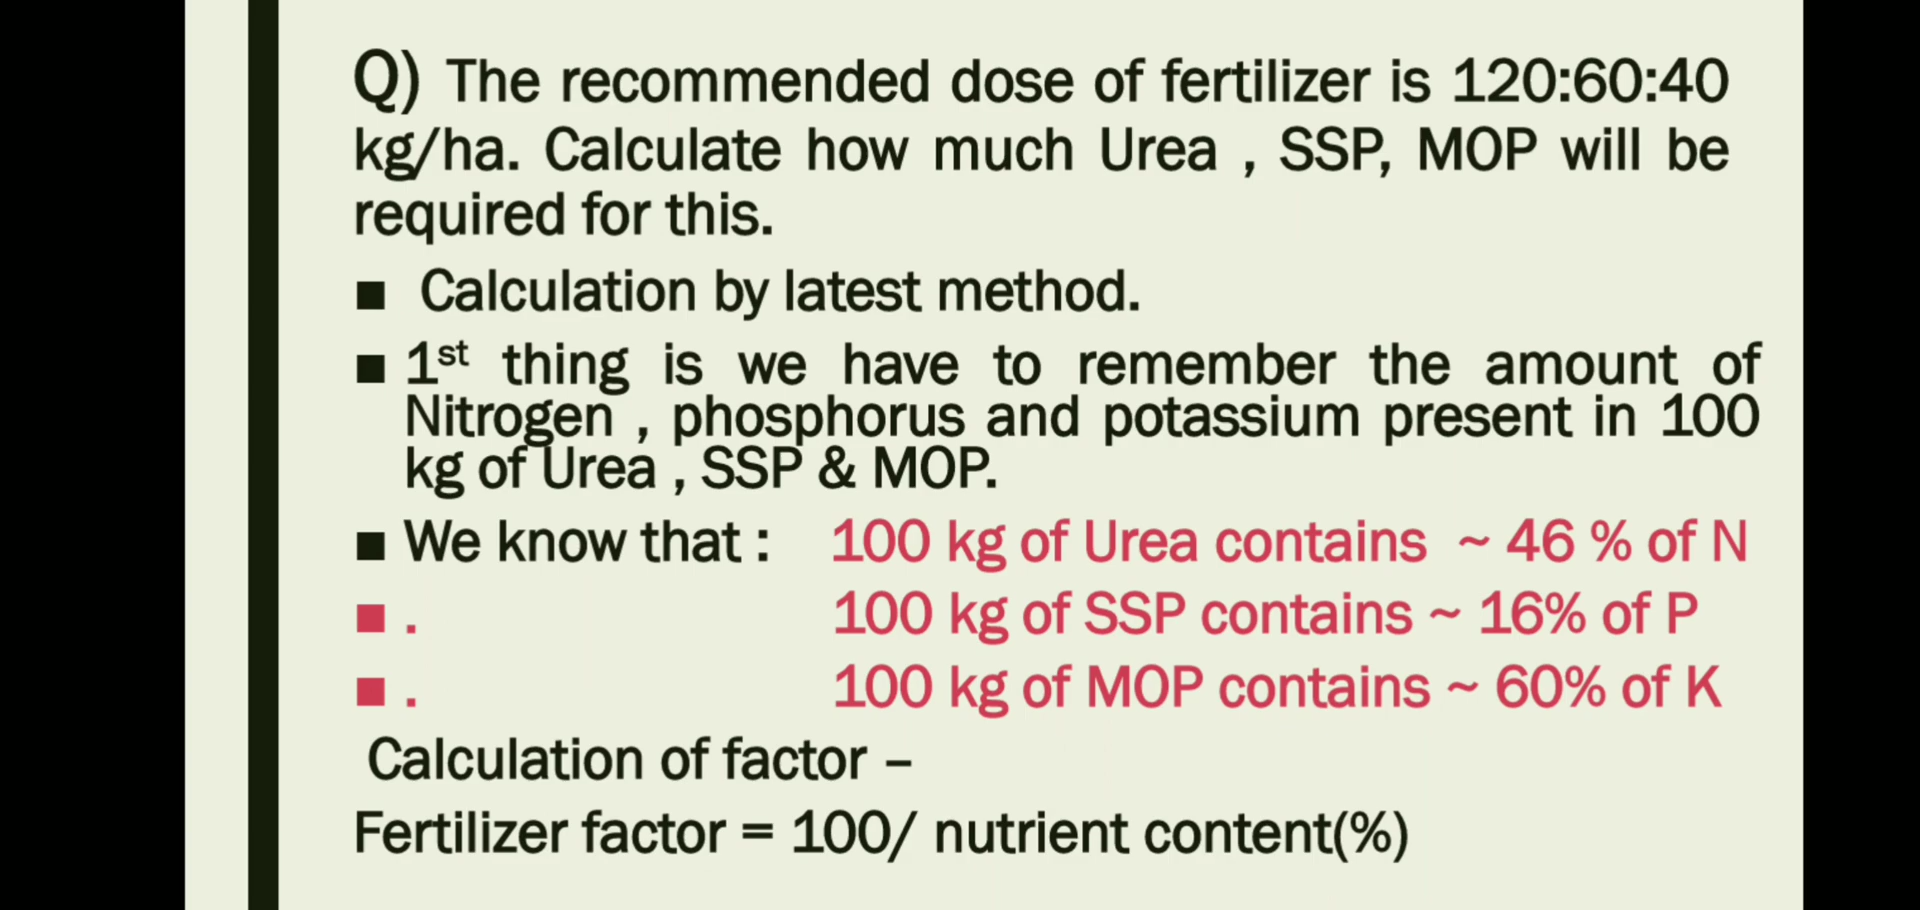 Q) The recommended dose of fertilizer is 120:60:40
kg/ha. Calculate how much Urea , SSP, MOP will be
required for this.
■ Calculation by latest method.
■ 1st thing is we have to remember the amount of
Nitrogen , phosphorus and potassium present in 100
kg of Urea , SSP & MOP.
■ We know that : 100 kg of Urea contains ~ 46 % of N
■ . 100 kg of SSP contains ~ 16% of P
■ . 100 kg of MOP contains ~ 60% of K
Calculation of factor –
Fertilizer factor = 100/ nutrient content(%)